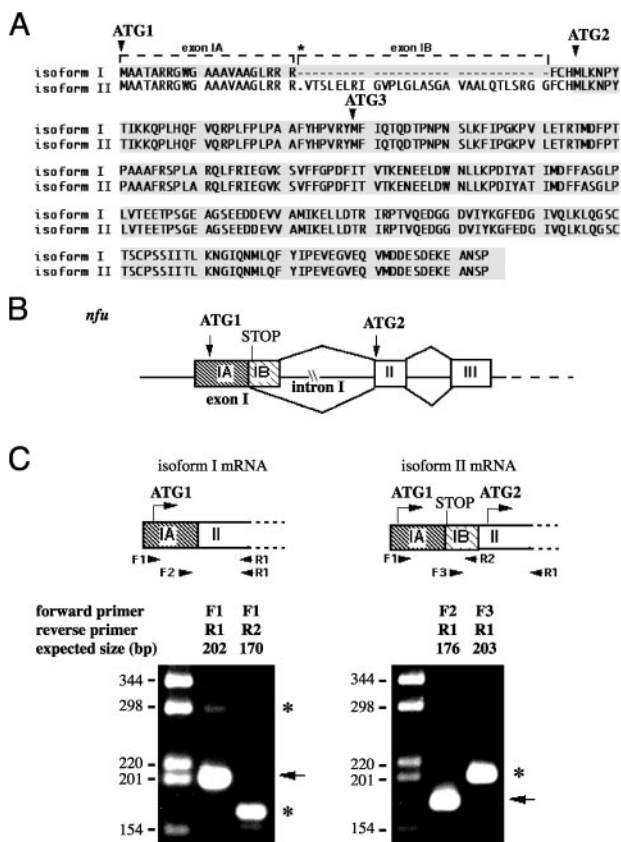 A
ATG1
exon IA * exon IB ATG2
isoform I MAATARRGWG AAAVAAGLRR R--------- ---------- ---------- FCHMLKNPY
isoform II MAATARRGWG AAAVAAGLRR R.VTSLELRI GVPLGLASGA VAALQTLSRG GFCHMLKNPY
ATG3
isoform I TIKKQPLHQF VQRPLFPLPA AFYHPVRYMF IQTQDTPNPN SLKFIPGKPV LETRTMDFPT
isoform II TIKKQPLHQF VQRPLFPLPA AFYHPVRYMF IQTQDTPNPN SLKFIPGKPV LETRTMDFPT
isoform I PAAAFRSPLA RQLFRIEGVK SVFFGPDFIT VTKENEELDW NLLKPDIYAT IMDFFASGLP
isoform II PAAAFRSPLA RQLFRIEGVK SVFFGPDFIT VTKENEELDW NLLKPDIYAT IMDFFASGLP
isoform I LVTEETPSGE AGSEEDDEVV AMIKELLDTR IRPTVQEDGG DVIYKGFEDG IVQLKLQGSC
isoform II LVTEETPSGE AGSEEDDEVV AMIKELLDTR IRPTVQEDGG DVIYKGFEDG IVQLKLQGSC
isoform I TSCPSSIITL KNGIQNMLQF YIPEVEGVEQ VMDDESDEKE ANSP
isoform II TSCPSSIITL KNGIQNMLQF YIPEVEGVEQ VMDDESDEKE ANSP
B
nfu
ATG1 STOP ATG2
IA IB intron I II III
exon I
C
isoform I mRNA isoform II mRNA
ATG1 ATG1 STOP ATG2
IA II IA IB II
F1 R1 F1 R2
F2 R1 F3 R1
forward primer F1 F1 F2 F3
reverse primer R1 R2 R1 R1
expected size (bp) 202 170 176 203
344 344
298 * 298
220 220
201 201 *
*
154 154